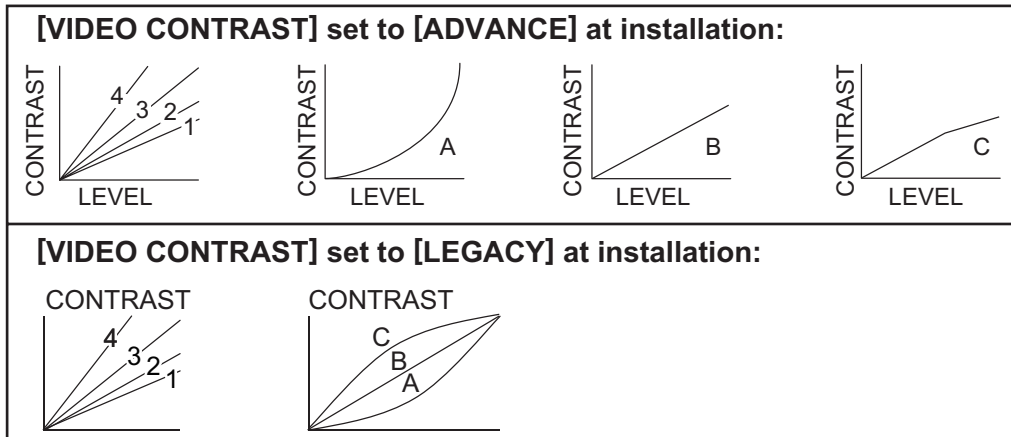 [VIDEO CONTRAST] set to [ADVANCE] at installation:
CONTRAST
4
3
2
1
LEVEL
CONTRAST
A
LEVEL
CONTRAST
B
LEVEL
CONTRAST
C
LEVEL
[VIDEO CONTRAST] set to [LEGACY] at installation:
CONTRAST
4
3
2
1
CONTRAST
C
B
A